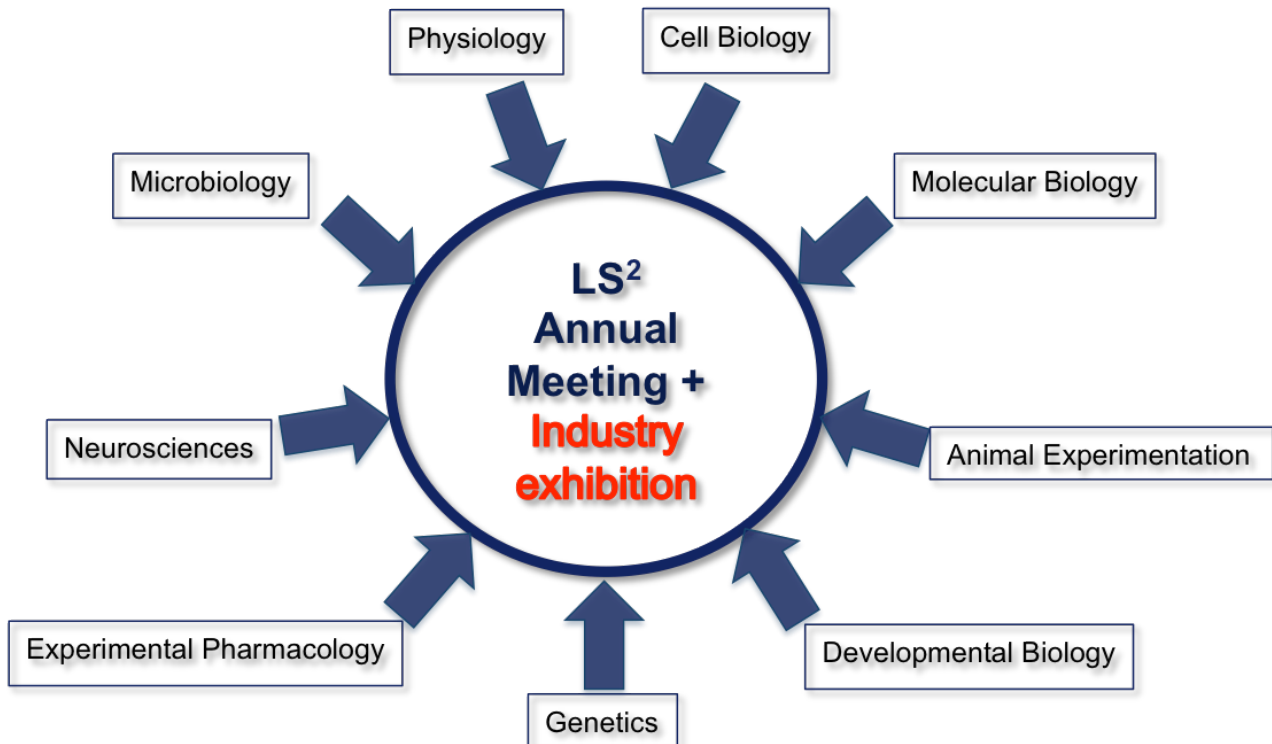 Physiology
Cell Biology
Microbiology
Molecular Biology
LS²
Annual
Meeting +
Industry
exhibition
Neurosciences
Animal Experimentation
Experimental Pharmacology
Developmental Biology
Genetics